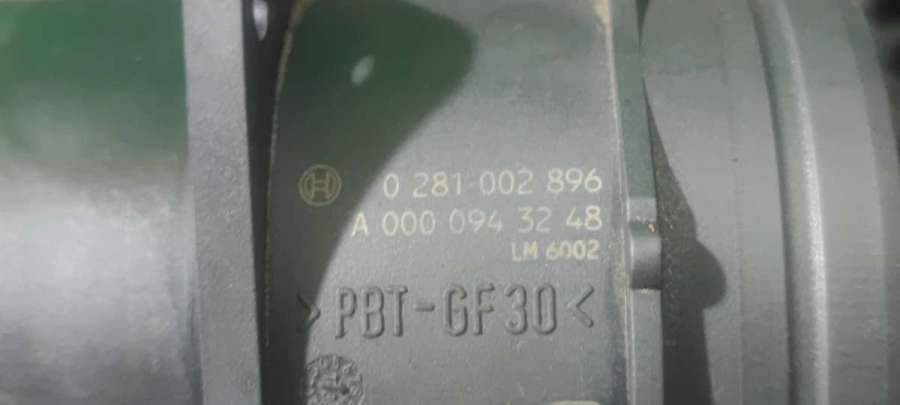 0 281 002 896
A 000 094 32 48
LM 6002
>PBT-GF30<